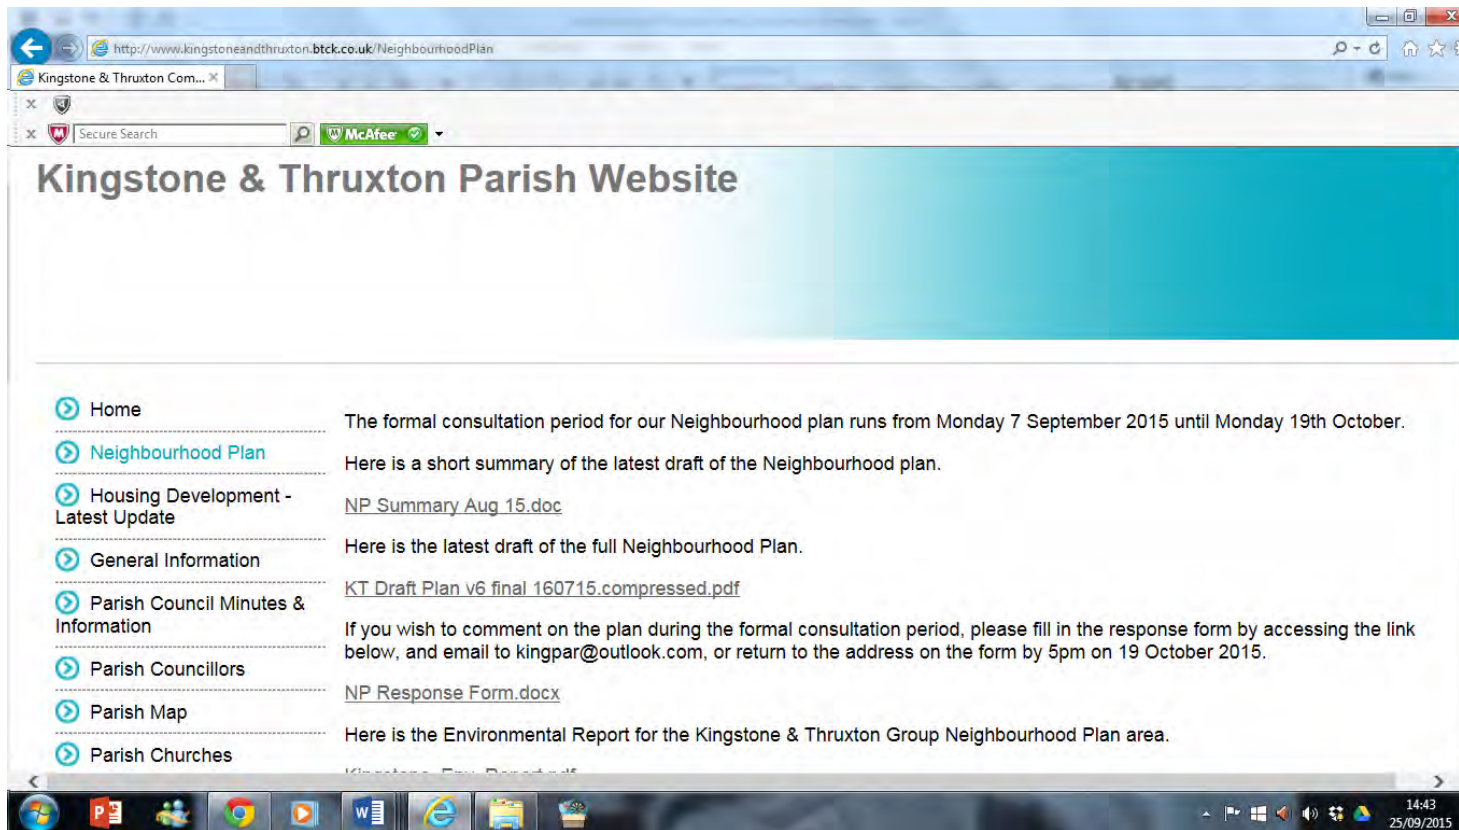 http://www.kingstoneandthruxton.btck.co.uk/NeighbourhoodPlan
Kingstone & Thruxton Com...
Secure Search
McAfee
Kingstone & Thruxton Parish Website
Home
Neighbourhood Plan
Housing Development -
Latest Update
General Information
Parish Council Minutes &
Information
Parish Councillors
Parish Map
Parish Churches
The formal consultation period for our Neighbourhood plan runs from Monday 7 September 2015 until Monday 19th October.
Here is a short summary of the latest draft of the Neighbourhood plan.
NP Summary Aug 15.doc
Here is the latest draft of the full Neighbourhood Plan.
KT Draft Plan v6 final 160715.compressed.pdf
If you wish to comment on the plan during the formal consultation period, please fill in the response form by accessing the link
below, and email to kingpar@outlook.com, or return to the address on the form by 5pm on 19 October 2015.
NP Response Form.docx
Here is the Environmental Report for the Kingstone & Thruxton Group Neighbourhood Plan area.
14:43
25/09/2015